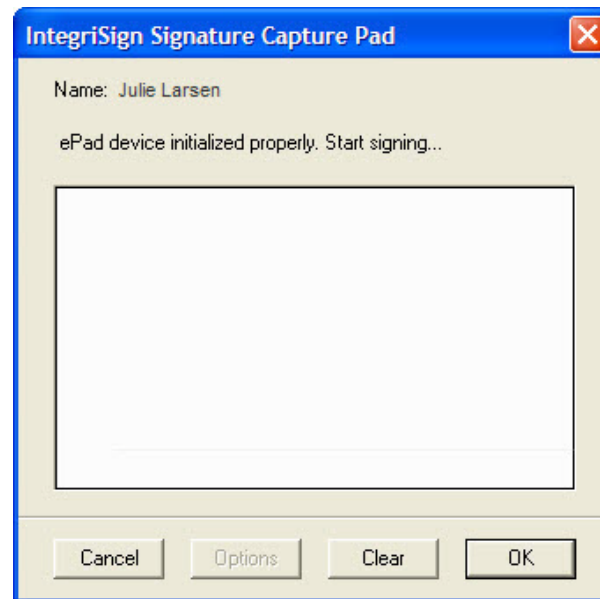 IntegriSign Signature Capture Pad
Name: Julie Larsen
ePad device initialized properly. Start signing...
Cancel Options Clear OK